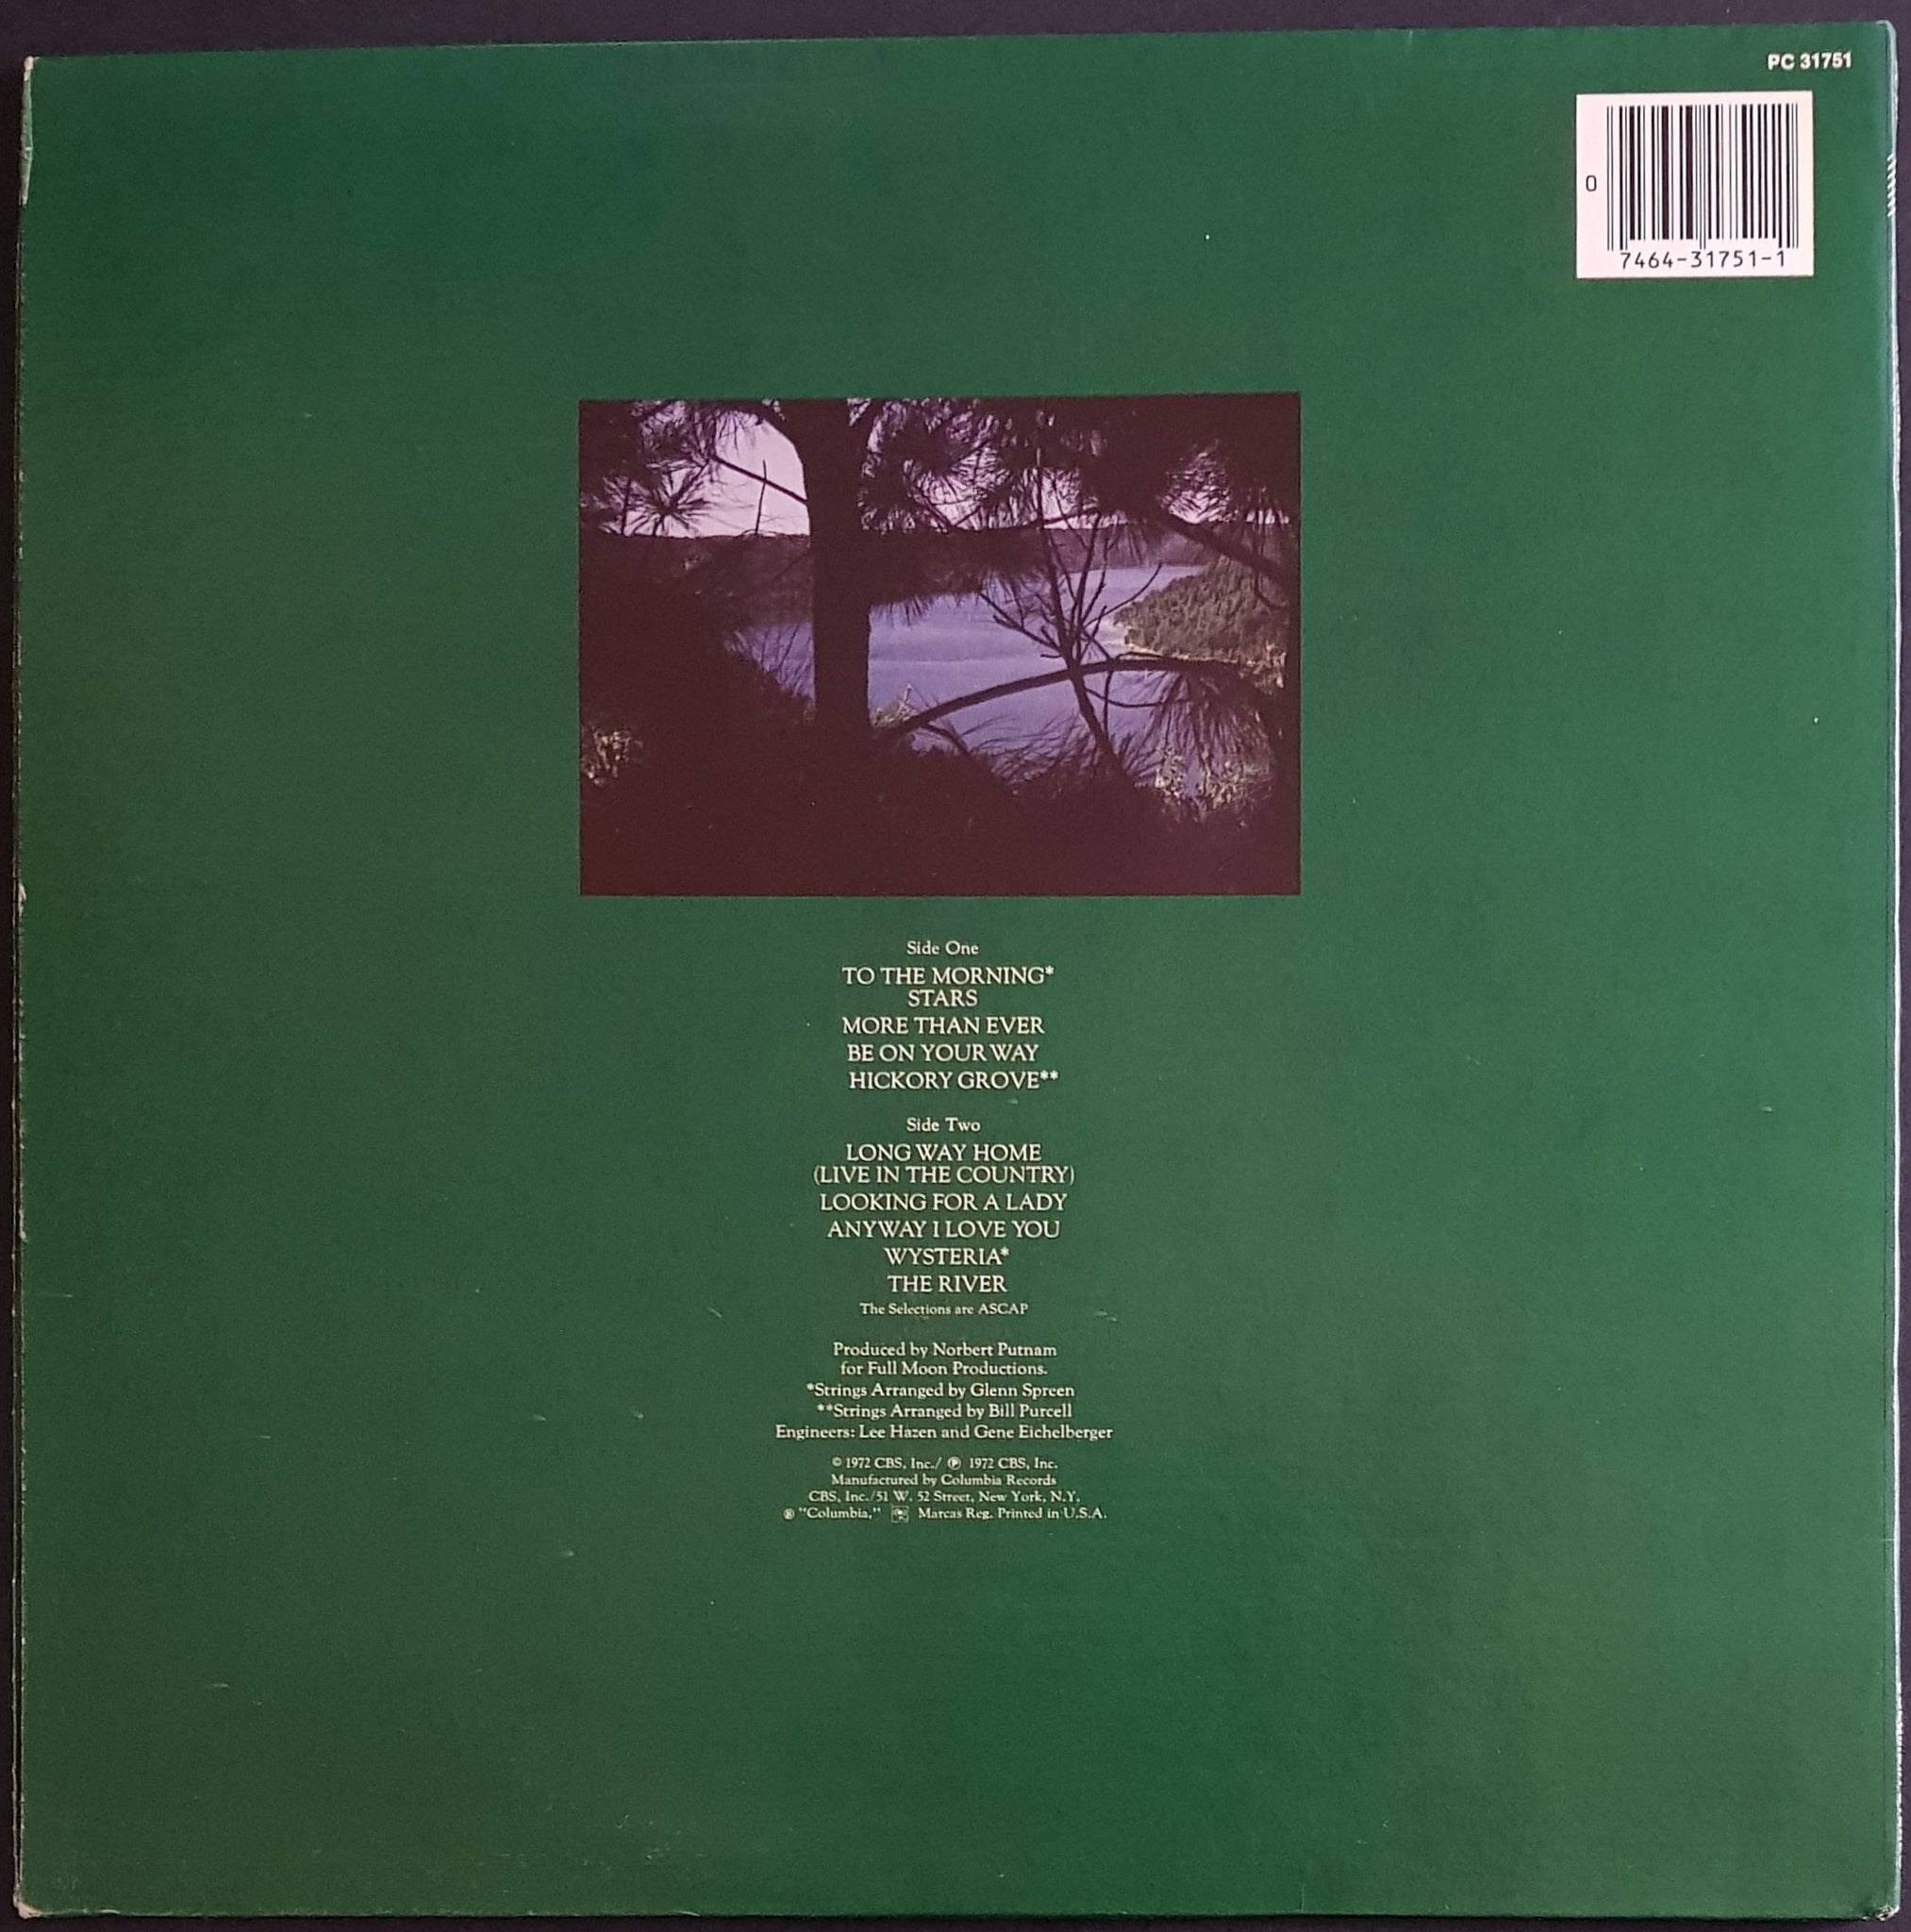 PC 31751
0
7464-31751-1
Side One
TO THE MORNING*
STARS
MORE THAN EVER
BE ON YOUR WAY
HICKORY GROVE**
Side Two
LONG WAY HOME
(LIVE IN THE COUNTRY)
LOOKING FOR A LADY
ANYWAY I LOVE YOU
WYSTERIA*
THE RIVER
The Selections are ASCAP
Produced by Norbert Putnam
for Full Moon Productions.
*Strings Arranged by Glenn Spreen
**Strings Arranged by Bill Purcell
Engineers: Lee Hazen and Gene Eichelberger
© 1972 CBS, Inc./ ℗ 1972 CBS, Inc.
Manufactured by Columbia Records
CBS, Inc./51 W. 52 Street, New York, N.Y.
® "Columbia," Marcas Reg. Printed in U.S.A.